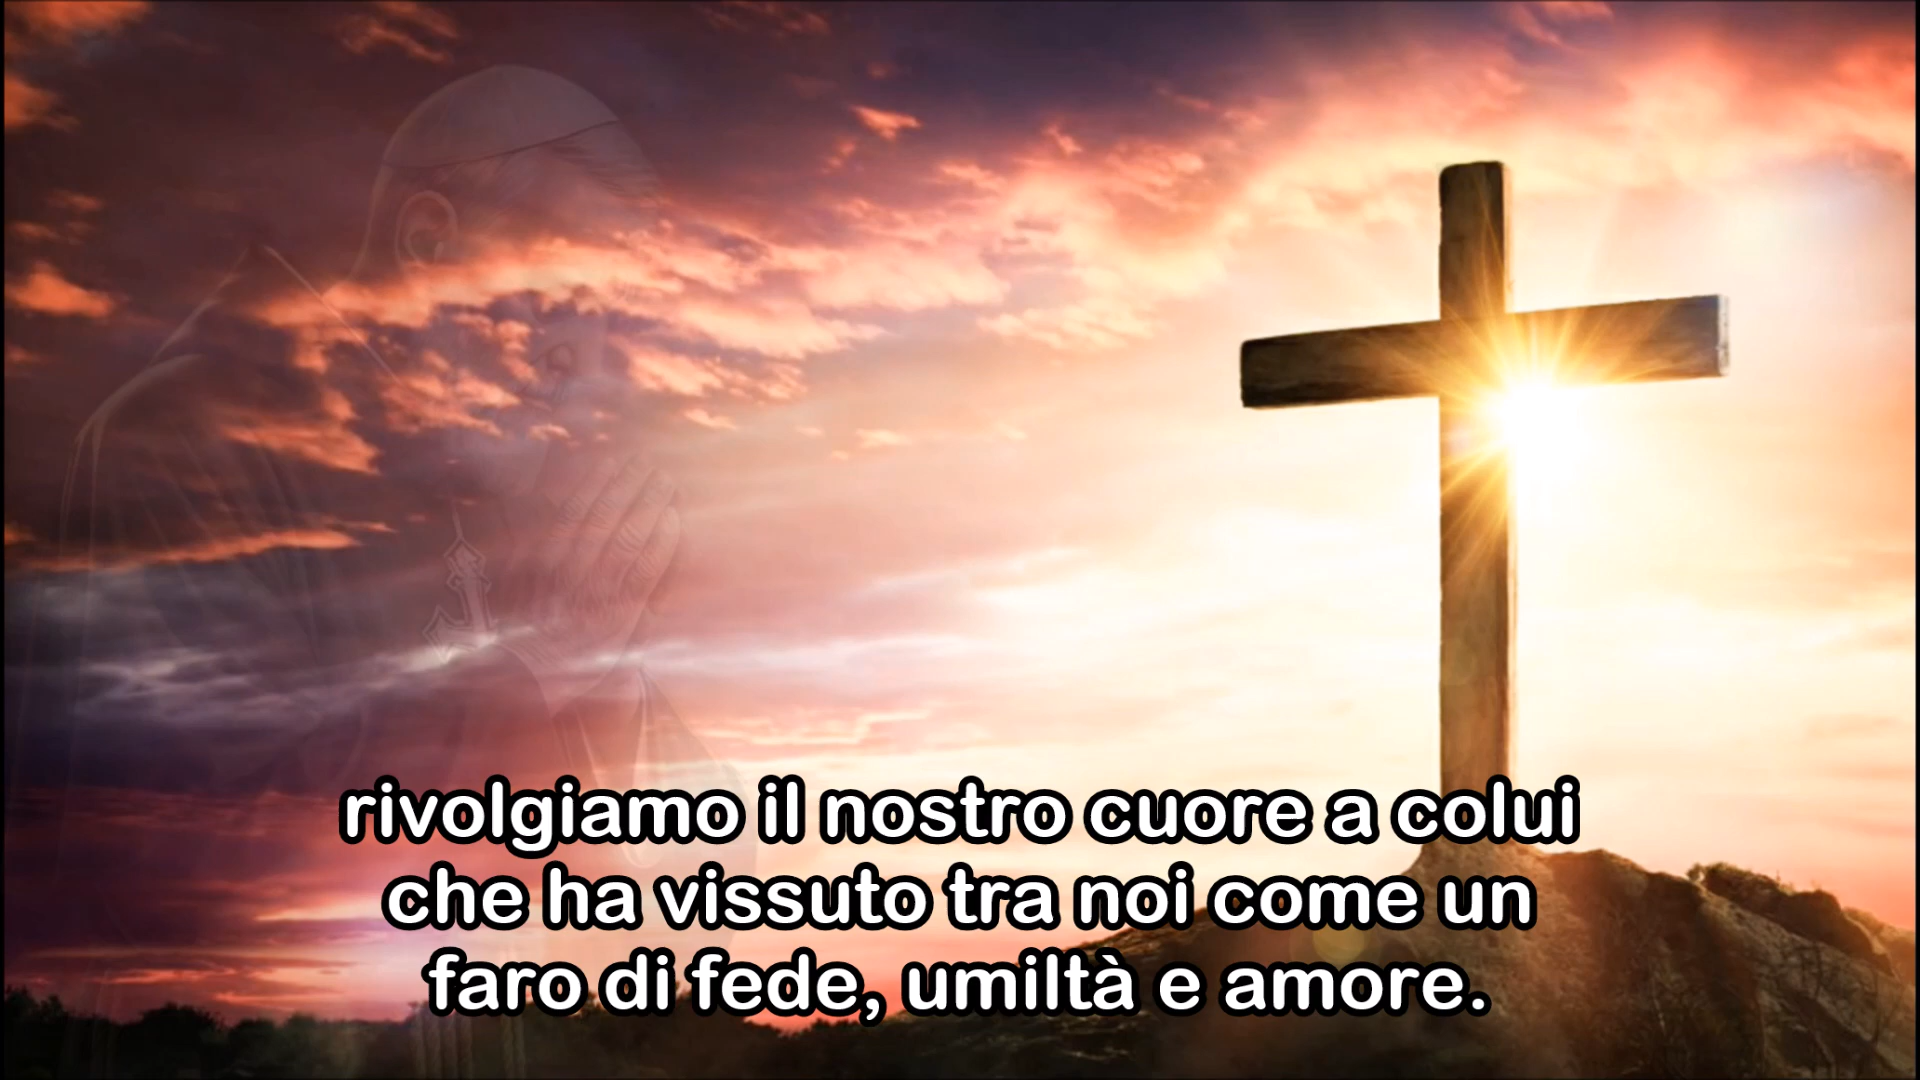 rivolgiamo il nostro cuore a colui
che ha vissuto tra noi come un
faro di fede, umiltà e amore.